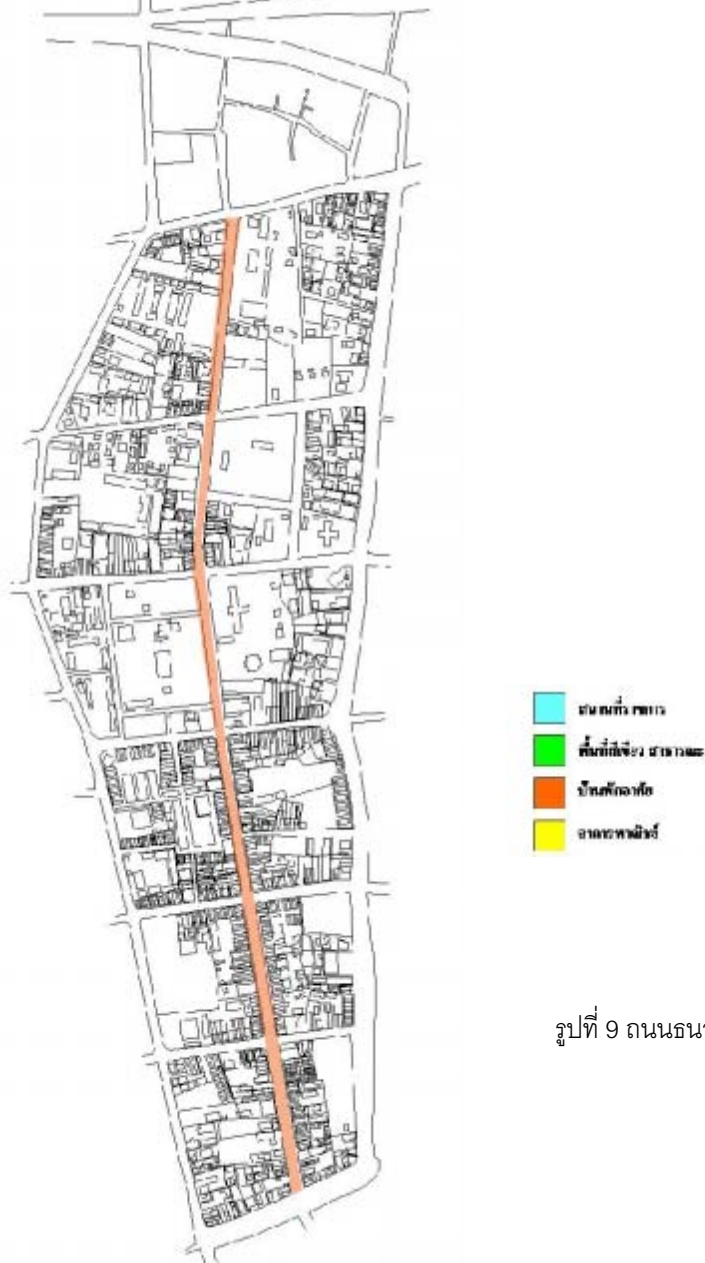 พื้นที่สีเขียว สาธารณะ
บ้านพักอาศัย
อาคารพาณิชย์
รูปที่ 9 ถนนธน